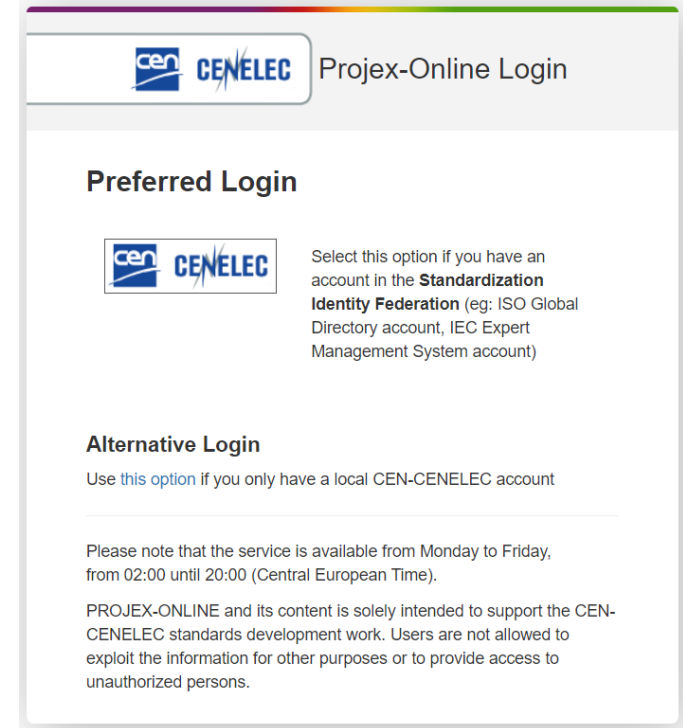 cen CENELEC Projex-Online Login
Preferred Login
cen CENELEC
Select this option if you have an
account in the Standardization
Identity Federation (eg: ISO Global
Directory account, IEC Expert
Management System account)
Alternative Login
Use this option if you only have a local CEN-CENELEC account
Please note that the service is available from Monday to Friday,
from 02:00 until 20:00 (Central European Time).
PROJEX-ONLINE and its content is solely intended to support the CEN-
CENELEC standards development work. Users are not allowed to
exploit the information for other purposes or to provide access to
unauthorized persons.